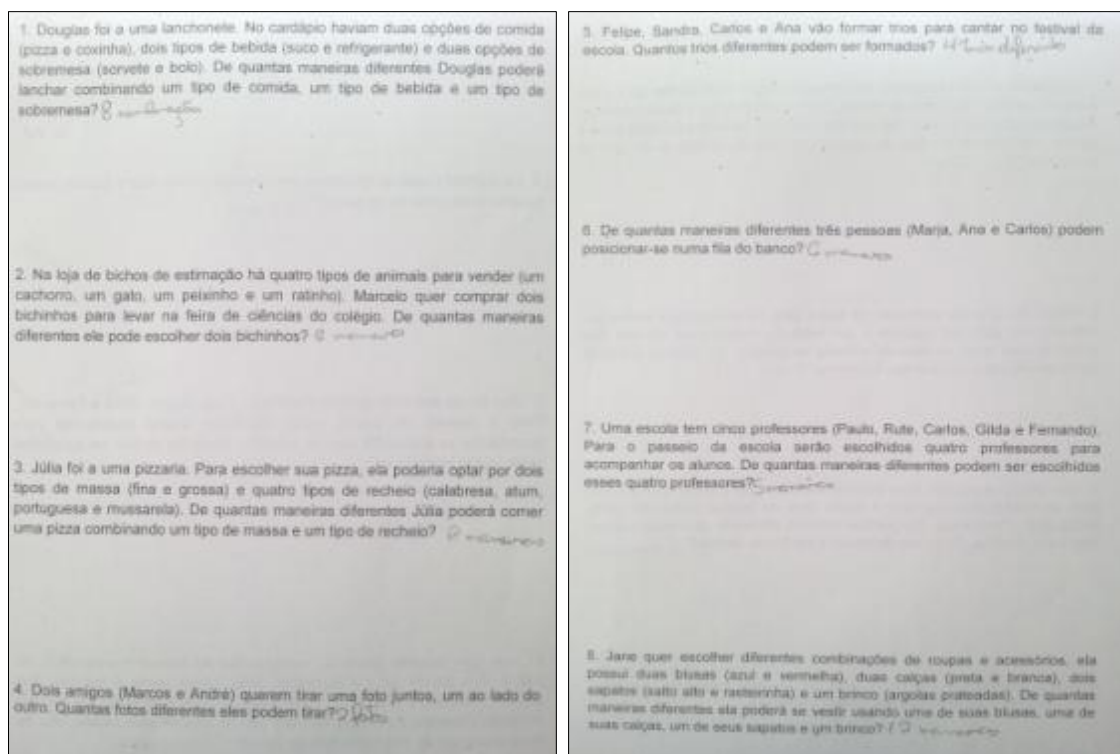 1. Douglas foi a uma lanchonete. No cardápio haviam duas opções de comida
(pizza e coxinha), dois tipos de bebida (suco e refrigerante) e duas opções de
sobremesa (sorvete e bolo). De quantas maneiras diferentes Douglas poderá
lanchar combinando um tipo de comida, um tipo de bebida e um tipo de
sobremesa? 8
2. Na loja de bichos de estimação há quatro tipos de animais para vender (um
cachorro, um gato, um peixinho e um ratinho). Marcelo quer comprar dois
bichinhos para levar na feira de ciências do colégio. De quantas maneiras
diferentes ele pode escolher dois bichinhos?
3. Júlia foi a uma pizzaria. Para escolher sua pizza, ela poderia optar por dois
tipos de massa (fina e grossa) e quatro tipos de recheio (calabresa, atum,
portuguesa e mussarela). De quantas maneiras diferentes Júlia poderá comer
uma pizza combinando um tipo de massa e um tipo de recheio?
4. Dois amigos (Marcos e André) querem tirar uma foto juntos, um ao lado do
outro. Quantas fotos diferentes eles podem tirar? 2 fotos
5. Felipe, Sandra, Carlos e Ana vão formar trios para cantar no festival da
escola. Quantos trios diferentes podem ser formados? 4 trios diferentes
6. De quantas maneiras diferentes três pessoas (Maria, Ana e Carlos) podem
posicionar-se numa fila do banco? 6 maneiras
7. Uma escola tem cinco professores (Paulo, Rute, Carlos, Gilda e Fernando).
Para o passeio da escola serão escolhidos quatro professores para
acompanhar os alunos. De quantas maneiras diferentes podem ser escolhidos
esses quatro professores? 5 maneiras
8. Jane quer escolher diferentes combinações de roupas e acessórios, ela
possui duas blusas (azul e vermelha), duas calças (preta e branca), dois
sapatos (salto alto e rasteirinha) e um brinco (argolas prateadas). De quantas
maneiras diferentes ela poderá se vestir usando uma de suas blusas, uma de
suas calças, um de seus sapatos e um brinco? maneiras